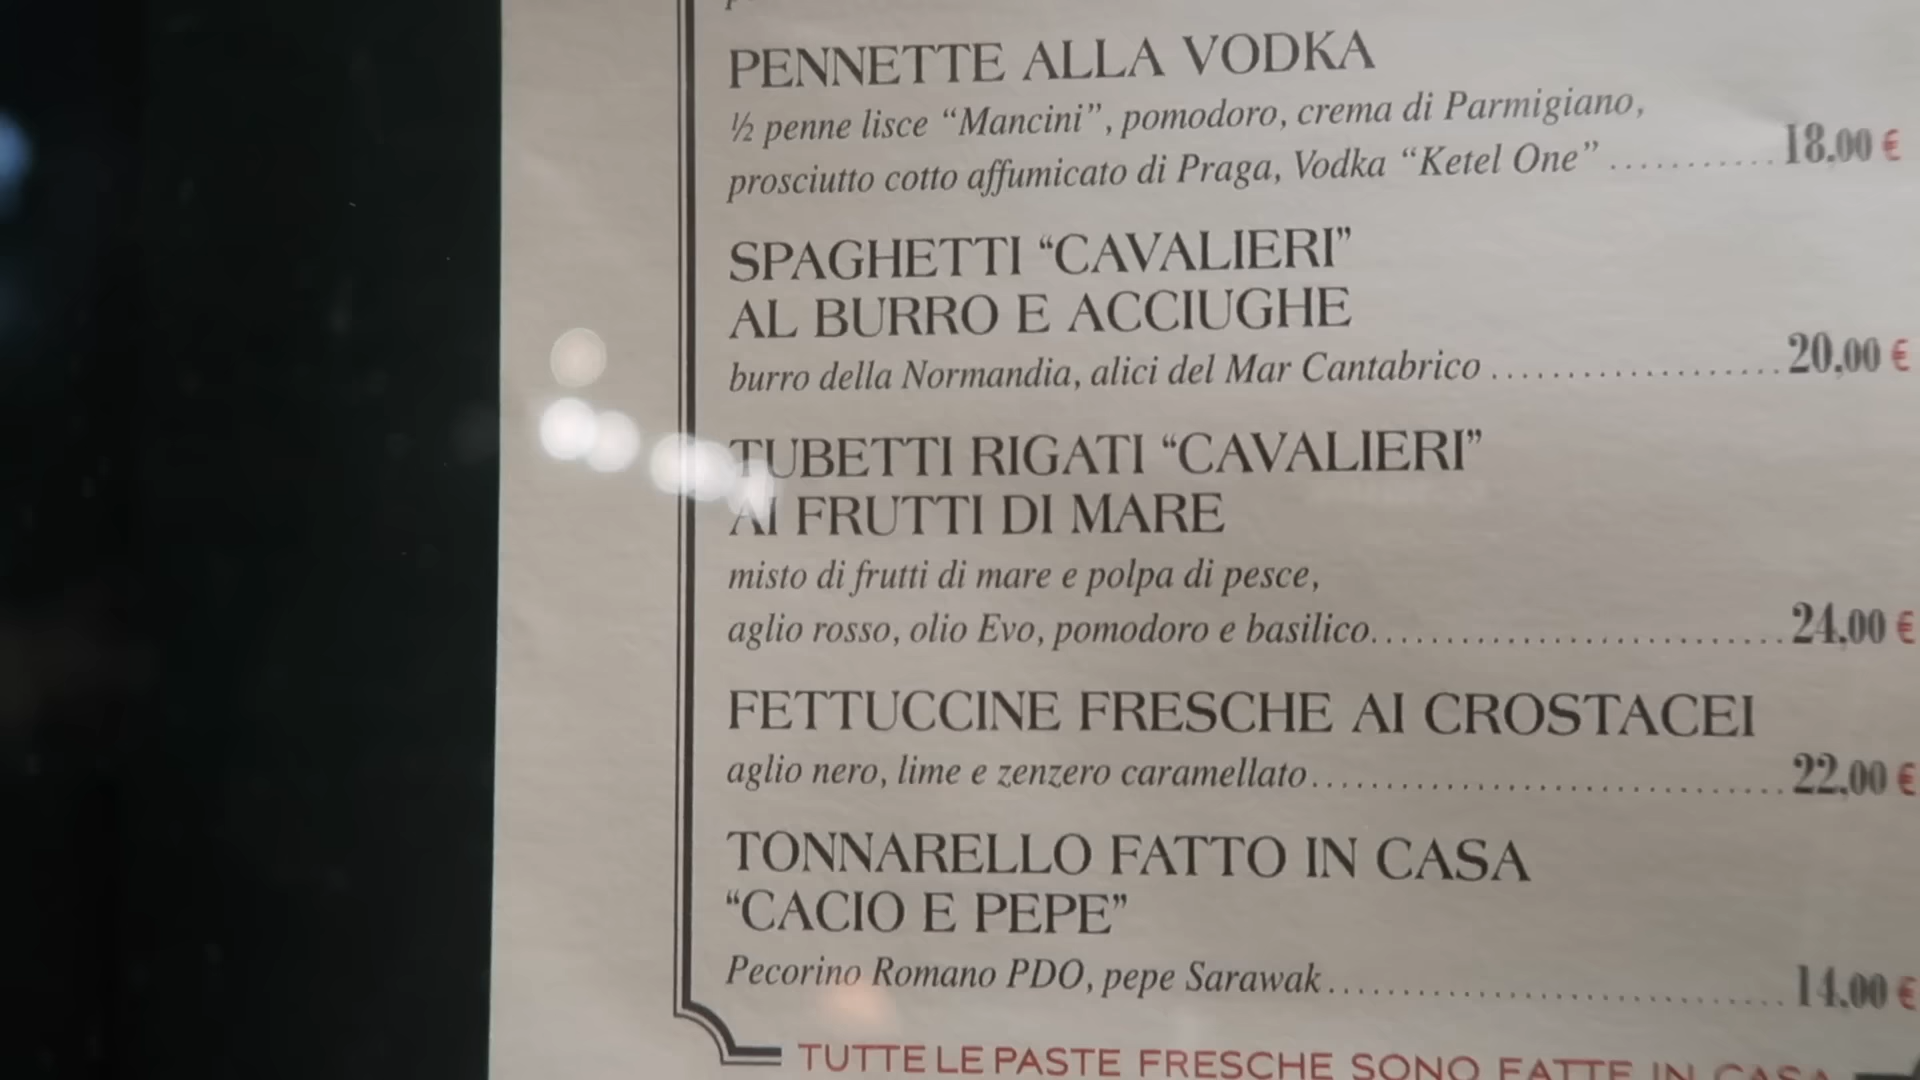 PENNETTE ALLA VODKA
½ penne lisce “Mancini”, pomodoro, crema di Parmigiano,
prosciutto cotto affumicato di Praga, Vodka “Ketel One” .......... 18,00 €
SPAGHETTI “CAVALIERI”
AL BURRO E ACCIUGHE
burro della Normandia, alici del Mar Cantabrico .................. 20,00 €
TUBETTI RIGATI “CAVALIERI”
AI FRUTTI DI MARE
misto di frutti di mare e polpa di pesce,
aglio rosso, olio Evo, pomodoro e basilico.......................... 24,00 €
FETTUCCINE FRESCHE AI CROSTACEI
aglio nero, lime e zenzero caramellato.............................. 22,00 €
TONNARELLO FATTO IN CASA
“CACIO E PEPE”
Pecorino Romano PDO, pepe Sarawak............................. 14,00 €
TUTTE LE PASTE FRESCHE SONO FATTE IN CASA